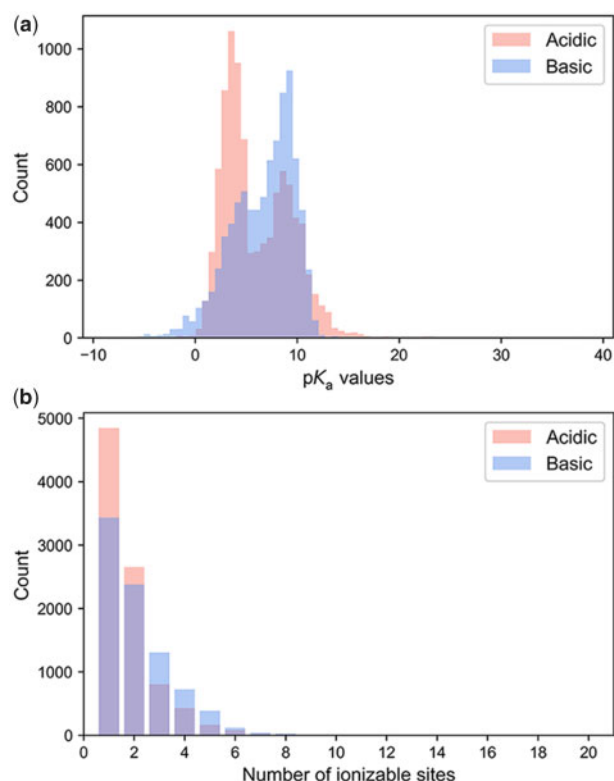 (a)
1000
800
600
400
200
0
Count
Acidic
Basic
-10 0 10 20 30 40
pKa values
(b)
5000
4000
3000
2000
1000
0
Count
Acidic
Basic
0 2 4 6 8 10 12 14 16 18 20
Number of ionizable sites